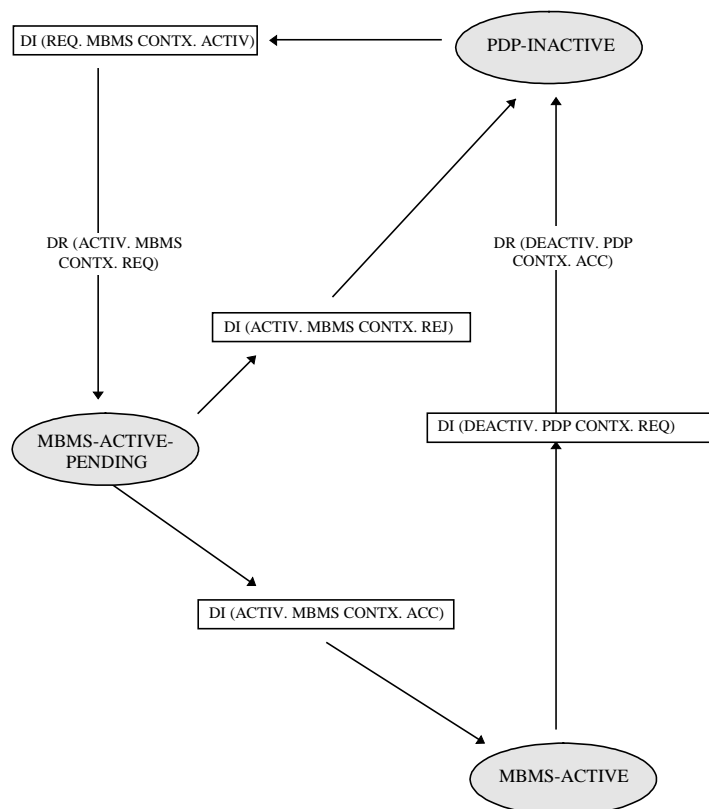 DI (REQ. MBMS CONTX. ACTIV)
PDP-INACTIVE
DR (ACTIV. MBMS
CONTX. REQ)
DR (DEACTIV. PDP
CONTX. ACC)
DI (ACTIV. MBMS CONTX. REJ)
MBMS-ACTIVE-
PENDING
DI (DEACTIV. PDP CONTX. REQ)
DI (ACTIV. MBMS CONTX. ACC)
MBMS-ACTIVE